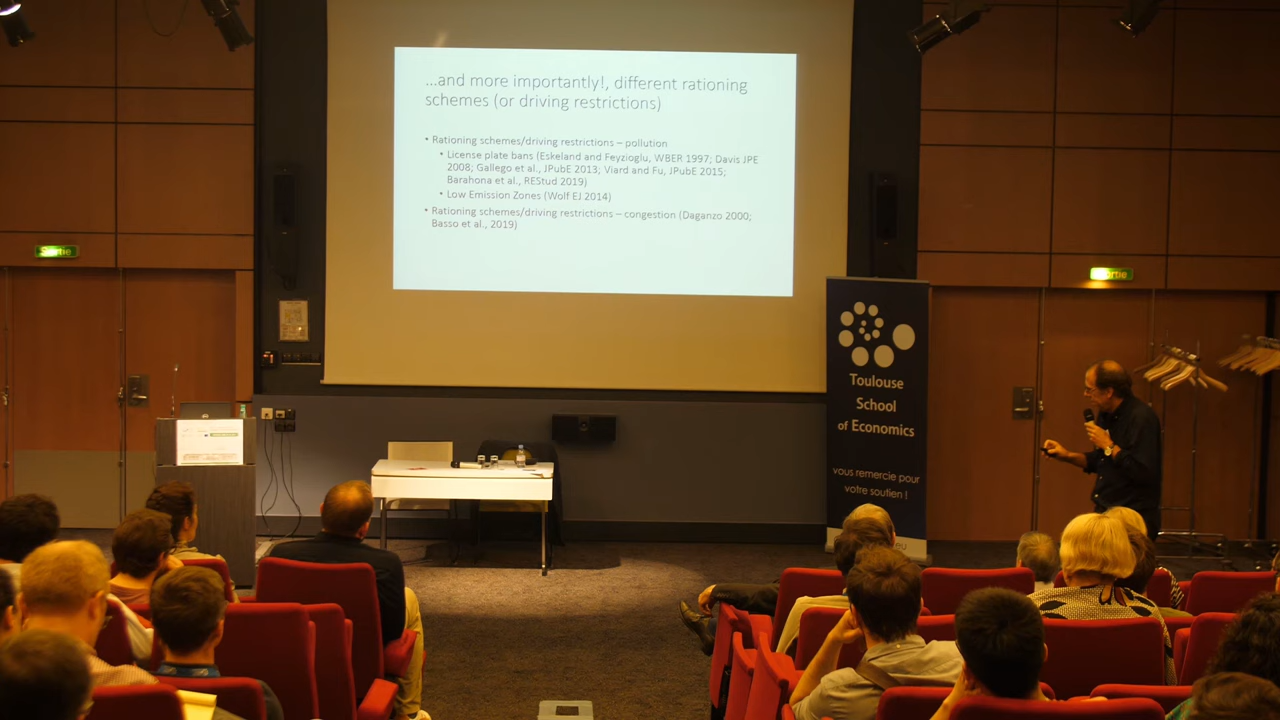 ...and more importantly!, different rationing
schemes (or driving restrictions)
• Rationing schemes/driving restrictions – pollution
• License plate bans (Eskeland and Feyzioglu, WBER 1997; Davis JPE
2008; Gallego et al., JPubE 2013; Viard and Fu, JPubE 2015;
Barahona et al., REStud 2019)
• Low Emission Zones (Wolf EJ 2014)
• Rationing schemes/driving restrictions – congestion (Daganzo 2000;
Basso et al., 2019)
Sortie
Sortie
Toulouse
School
of Economics
vous remercie pour
votre soutien !